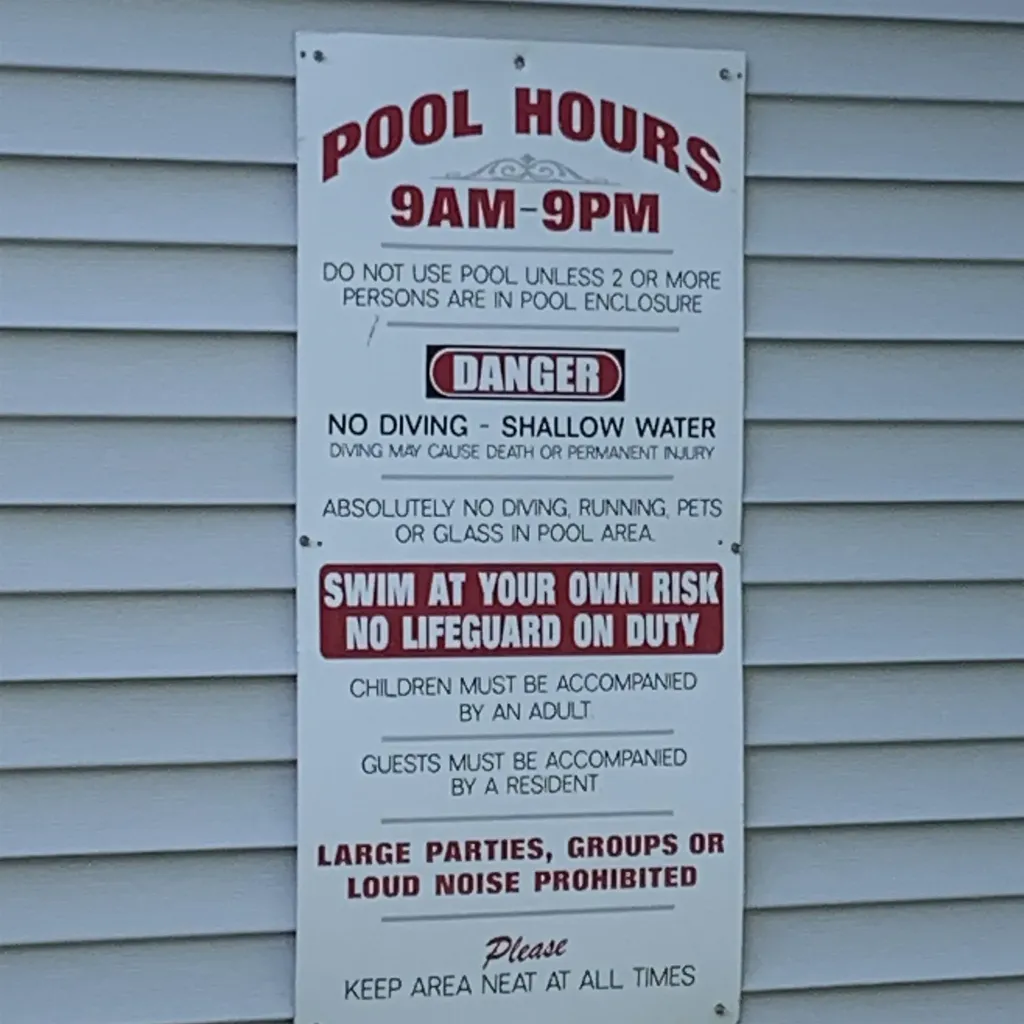 POOL HOURS
9AM-9PM
DO NOT USE POOL UNLESS 2 OR MORE
PERSONS ARE IN POOL ENCLOSURE
DANGER
NO DIVING - SHALLOW WATER
DIVING MAY CAUSE DEATH OR PERMANENT INJURY
ABSOLUTELY NO DIVING, RUNNING, PETS
OR GLASS IN POOL AREA.
SWIM AT YOUR OWN RISK
NO LIFEGUARD ON DUTY
CHILDREN MUST BE ACCOMPANIED
BY AN ADULT.
GUESTS MUST BE ACCOMPANIED
BY A RESIDENT
LARGE PARTIES, GROUPS OR
LOUD NOISE PROHIBITED
Please
KEEP AREA NEAT AT ALL TIMES